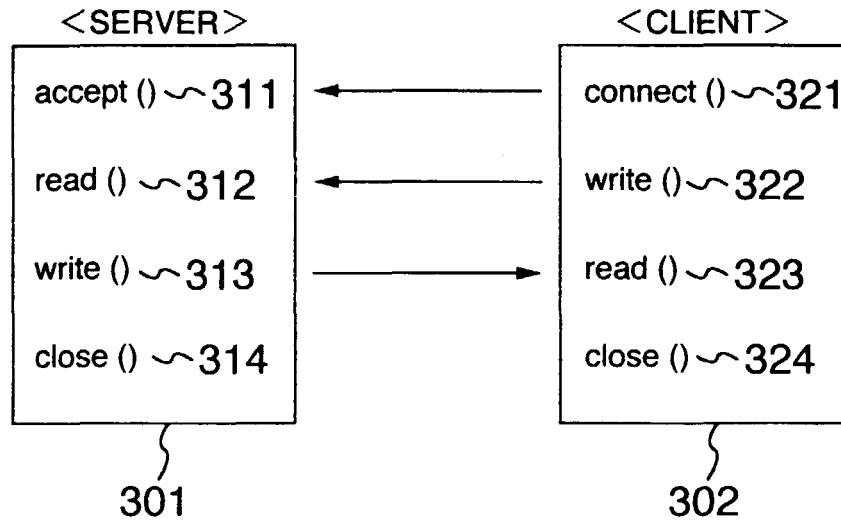 <SERVER> <CLIENT>
accept () 311 connect () 321
read () 312 write () 322
write () 313 read () 323
close () 314 close () 324
301 302